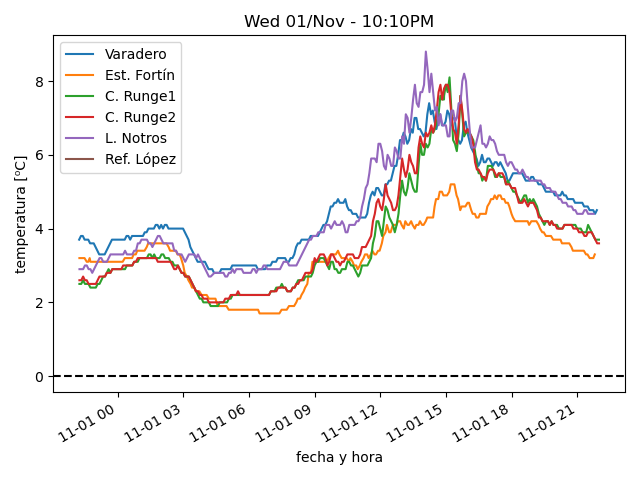 Wed 01/Nov - 10:10PM
Varadero
Est. Fortín
C. Runge1
C. Runge2
L. Notros
Ref. López
temperatura [°C]
8
6
4
2
0
11-01 00
11-01 03
11-01 06
11-01 09
11-01 12
11-01 15
11-01 18
11-01 21
fecha y hora